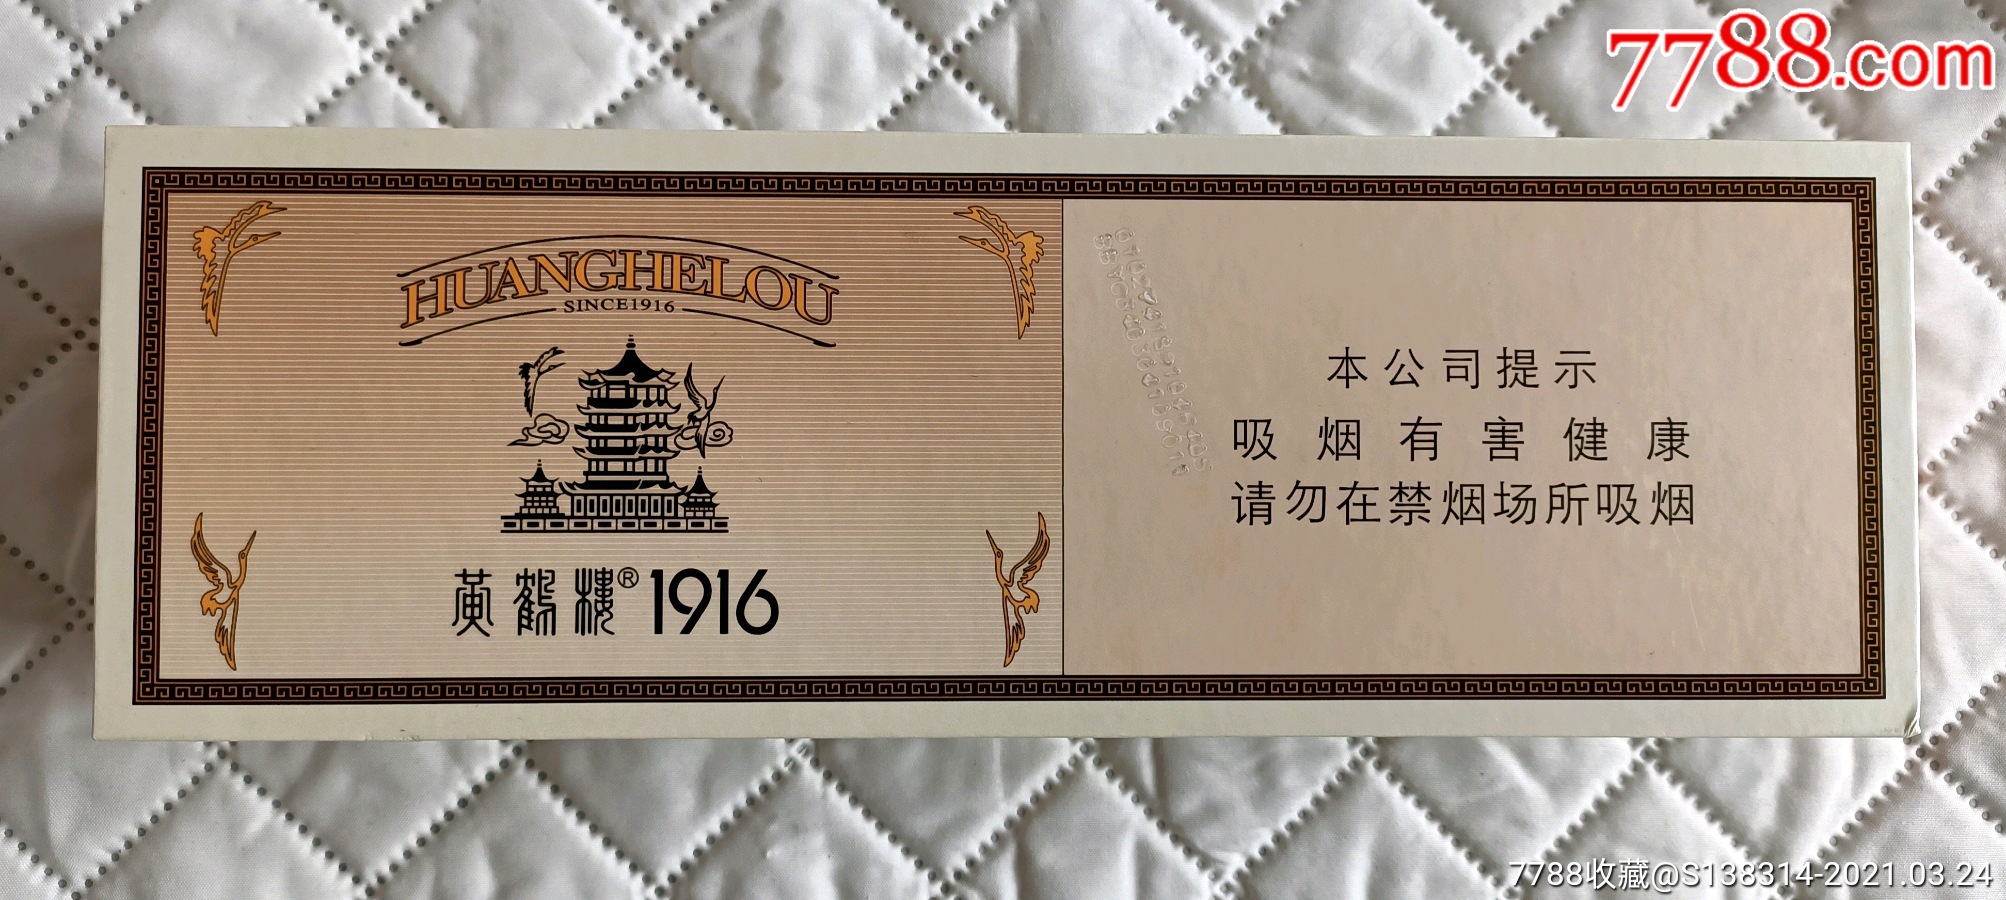 7788.com
HUANGHELOU
SINCE1916
黄鹤楼®1916
本公司提示
吸烟有害健康
请勿在禁烟场所吸烟
7788收藏@S138314-2021.03.24